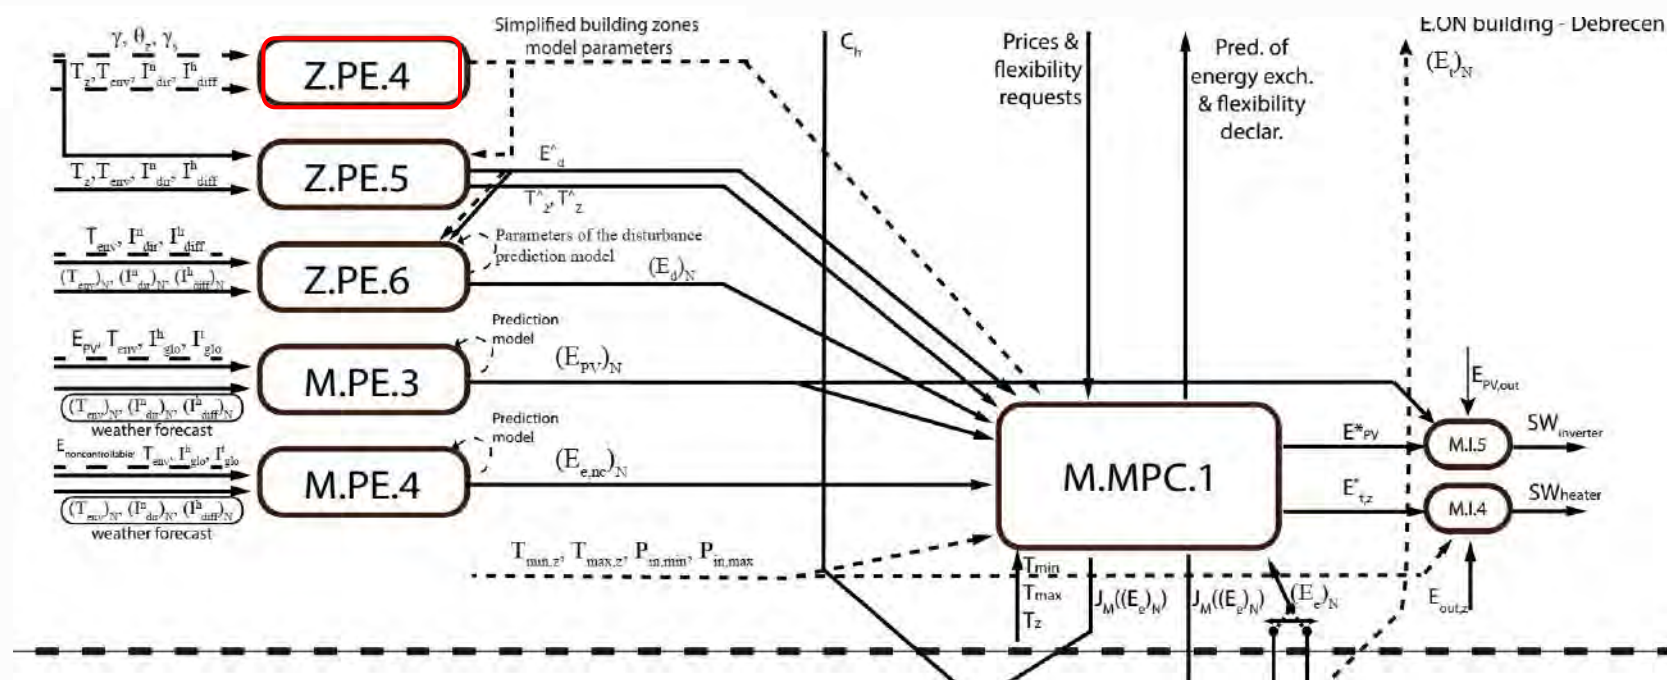 Simplified building zones
model parameters
E.ON building - Debrecen
γ, θz, γs
Tz, Tenv, Iⁿdir, Iʰdiff
Z.PE.4
Ch
Prices &
flexibility
requests
Pred. of
energy exch.
& flexibility
declar.
(Et)N
Tz, Tenv, Iⁿdir, Iʰdiff
Z.PE.5
E^d
T^z, T^z
Tenv, Iⁿdir, Iʰdiff
(Tenv)N, (Iⁿdir)N, (Iʰdiff)N
Z.PE.6
Parameters of the disturbance
prediction model
(Ed)N
EPV, Tenv, Iʰglo, Iᵗglo
(Tenv)N, (Iⁿdir)N, (Iʰdiff)N
weather forecast
M.PE.3
Prediction
model
(EPV)N
Enoncontrollable, Tenv, Iʰglo, Iᵗglo
(Tenv)N, (Iⁿdir)N, (Iʰdiff)N
weather forecast
M.PE.4
Prediction
model
(Ee,nc)N
M.MPC.1
EPV,out
E*PV
M.I.5
SWinverter
E*t,z
M.I.4
SWheater
Tmin,z, Tmax,z, Pin,min, Pin,max
Tmin
Tmax
Tz
JM((Ee)N)
JM((Ee)N)
(Ee)N
Eout,z